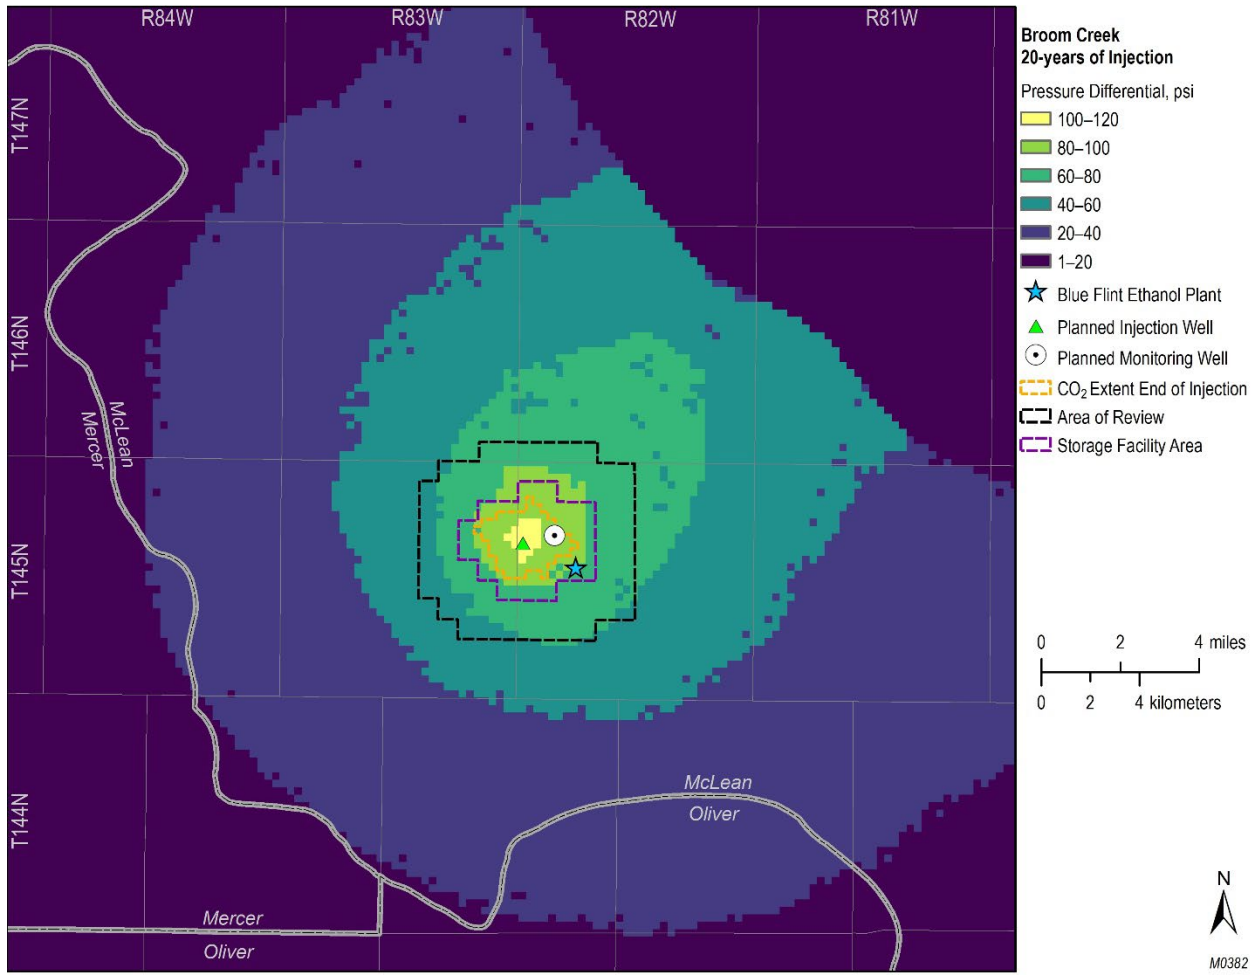 R84W
R83W
R82W
R81W
T147N
T146N
T145N
T144N
McLean
Mercer
McLean
Oliver
Mercer
Oliver
Broom Creek
20-years of Injection
Pressure Differential, psi
100–120
80–100
60–80
40–60
20–40
1–20
Blue Flint Ethanol Plant
Planned Injection Well
Planned Monitoring Well
CO₂ Extent End of Injection
Area of Review
Storage Facility Area
0 2 4 miles
0 2 4 kilometers
N
M0382